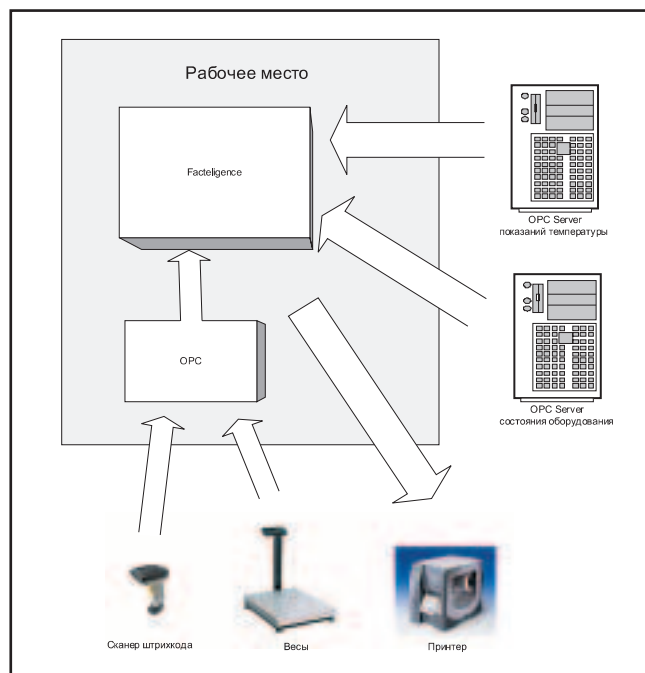 Рабочее место
Facteligence
OPC Server
показаний температуры
OPC
OPC Server
состояния оборудования
Сканер штрихкода
Весы
Принтер